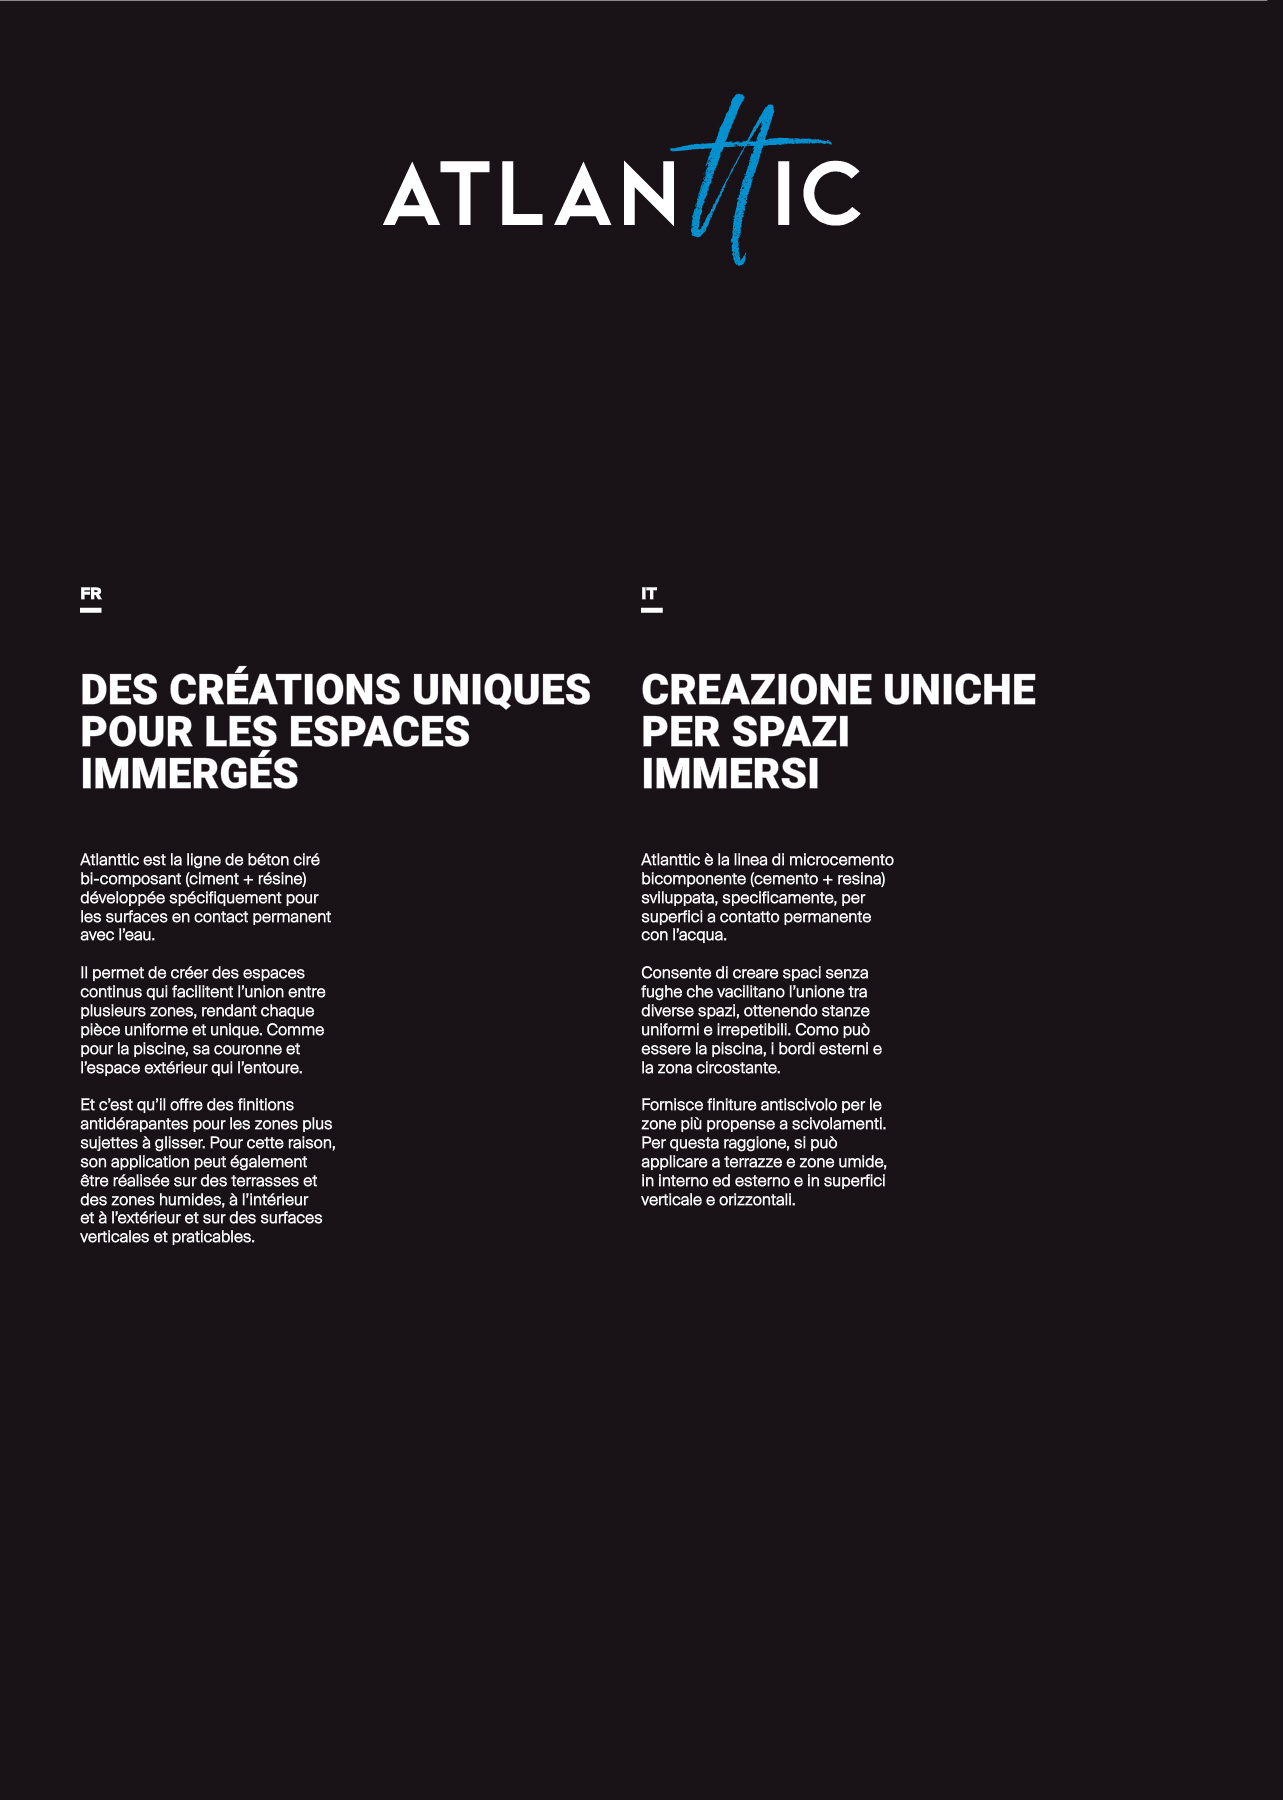 ATLANTTIC
FR
DES CRÉATIONS UNIQUES
POUR LES ESPACES
IMMERGÉS
Atlanttic est la ligne de béton ciré
bi-composant (ciment + résine)
développée spécifiquement pour
les surfaces en contact permanent
avec l’eau.
Il permet de créer des espaces
continus qui facilitent l’union entre
plusieurs zones, rendant chaque
pièce uniforme et unique. Comme
pour la piscine, sa couronne et
l’espace extérieur qui l’entoure.
Et c’est qu’il offre des finitions
antidérapantes pour les zones plus
sujettes à glisser. Pour cette raison,
son application peut également
être réalisée sur des terrasses et
des zones humides, à l’intérieur
et à l’extérieur et sur des surfaces
verticales et praticables.
IT
CREAZIONE UNICHE
PER SPAZI
IMMERSI
Atlanttic è la linea di microcemento
bicomponente (cemento + resina)
sviluppata, specificamente, per
superfici a contatto permanente
con l’acqua.
Consente di creare spaci senza
fughe che vacilitano l’unione tra
diverse spazi, ottenendo stanze
uniformi e irrepetibili. Como può
essere la piscina, i bordi esterni e
la zona circostante.
Fornisce finiture antiscivolo per le
zone più propense a scivolamenti.
Per questa raggione, si può
applicare a terrazze e zone umide,
in interno ed esterno e in superfici
verticale e orizzontali.